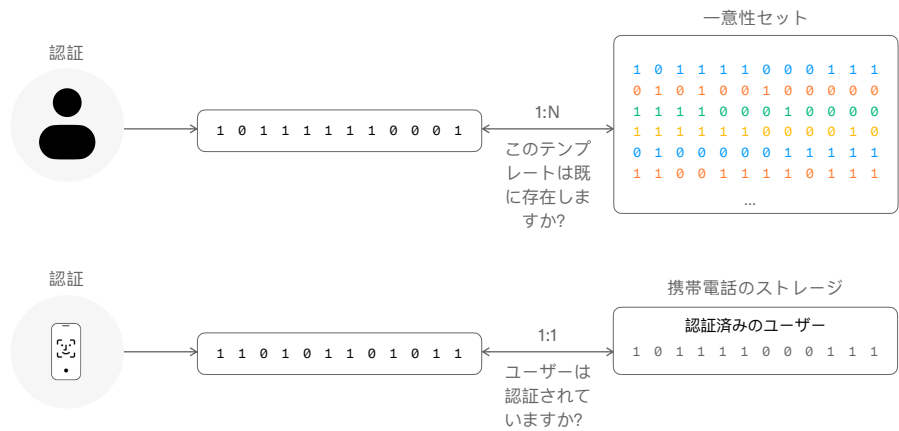 一意性セット
認証
1 0 1 1 1 1 0 0 0 1 1 1
0 1 0 1 0 0 1 0 0 0 0 0
1 1 1 1 0 0 0 1 0 0 0 0
1 1 1 1 1 1 0 0 0 0 1 0
0 1 0 0 0 0 0 1 1 1 1 1
1 1 0 0 1 1 1 1 0 1 1 1
...
1 0 1 1 1 1 1 1 0 0 0 1
1:N
このテンプ
レートは既
に存在しま
すか?
認証
携帯電話のストレージ
認証済みのユーザー
1 0 1 1 1 1 0 0 0 1 1 1
1 1 0 1 0 1 1 0 1 0 1 1
1:1
ユーザーは
認証されて
いますか?